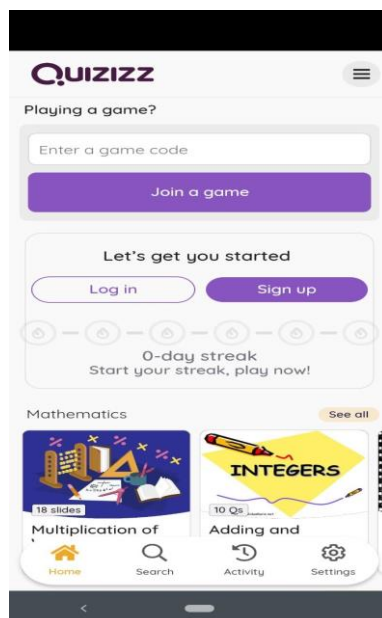 Quizizz
Playing a game?
Enter a game code
Join a game
Let's get you started
Log in
Sign up
0-day streak
Start your streak, play now!
Mathematics
See all
INTEGERS
18 slides
10 Qs
Multiplication of
Adding and
Home
Search
Activity
Settings